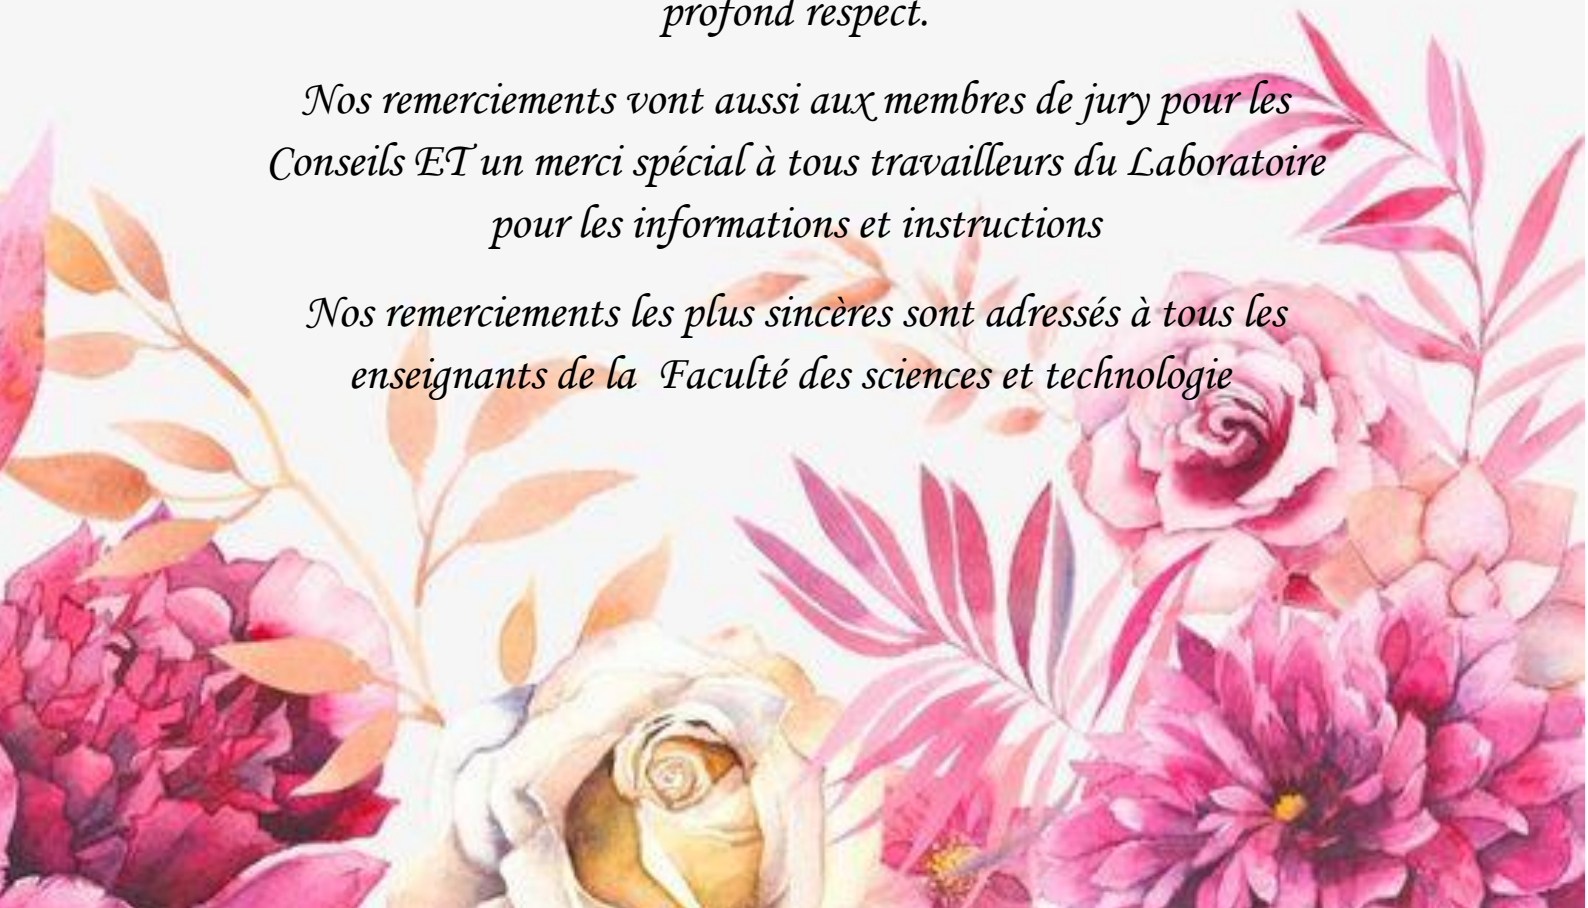 profond respect.
Nos remerciements vont aussi aux membres de jury pour les
Conseils ET un merci spécial à tous travailleurs du Laboratoire
pour les informations et instructions
Nos remerciements les plus sincères sont adressés à tous les
enseignants de la  Faculté des sciences et technologie